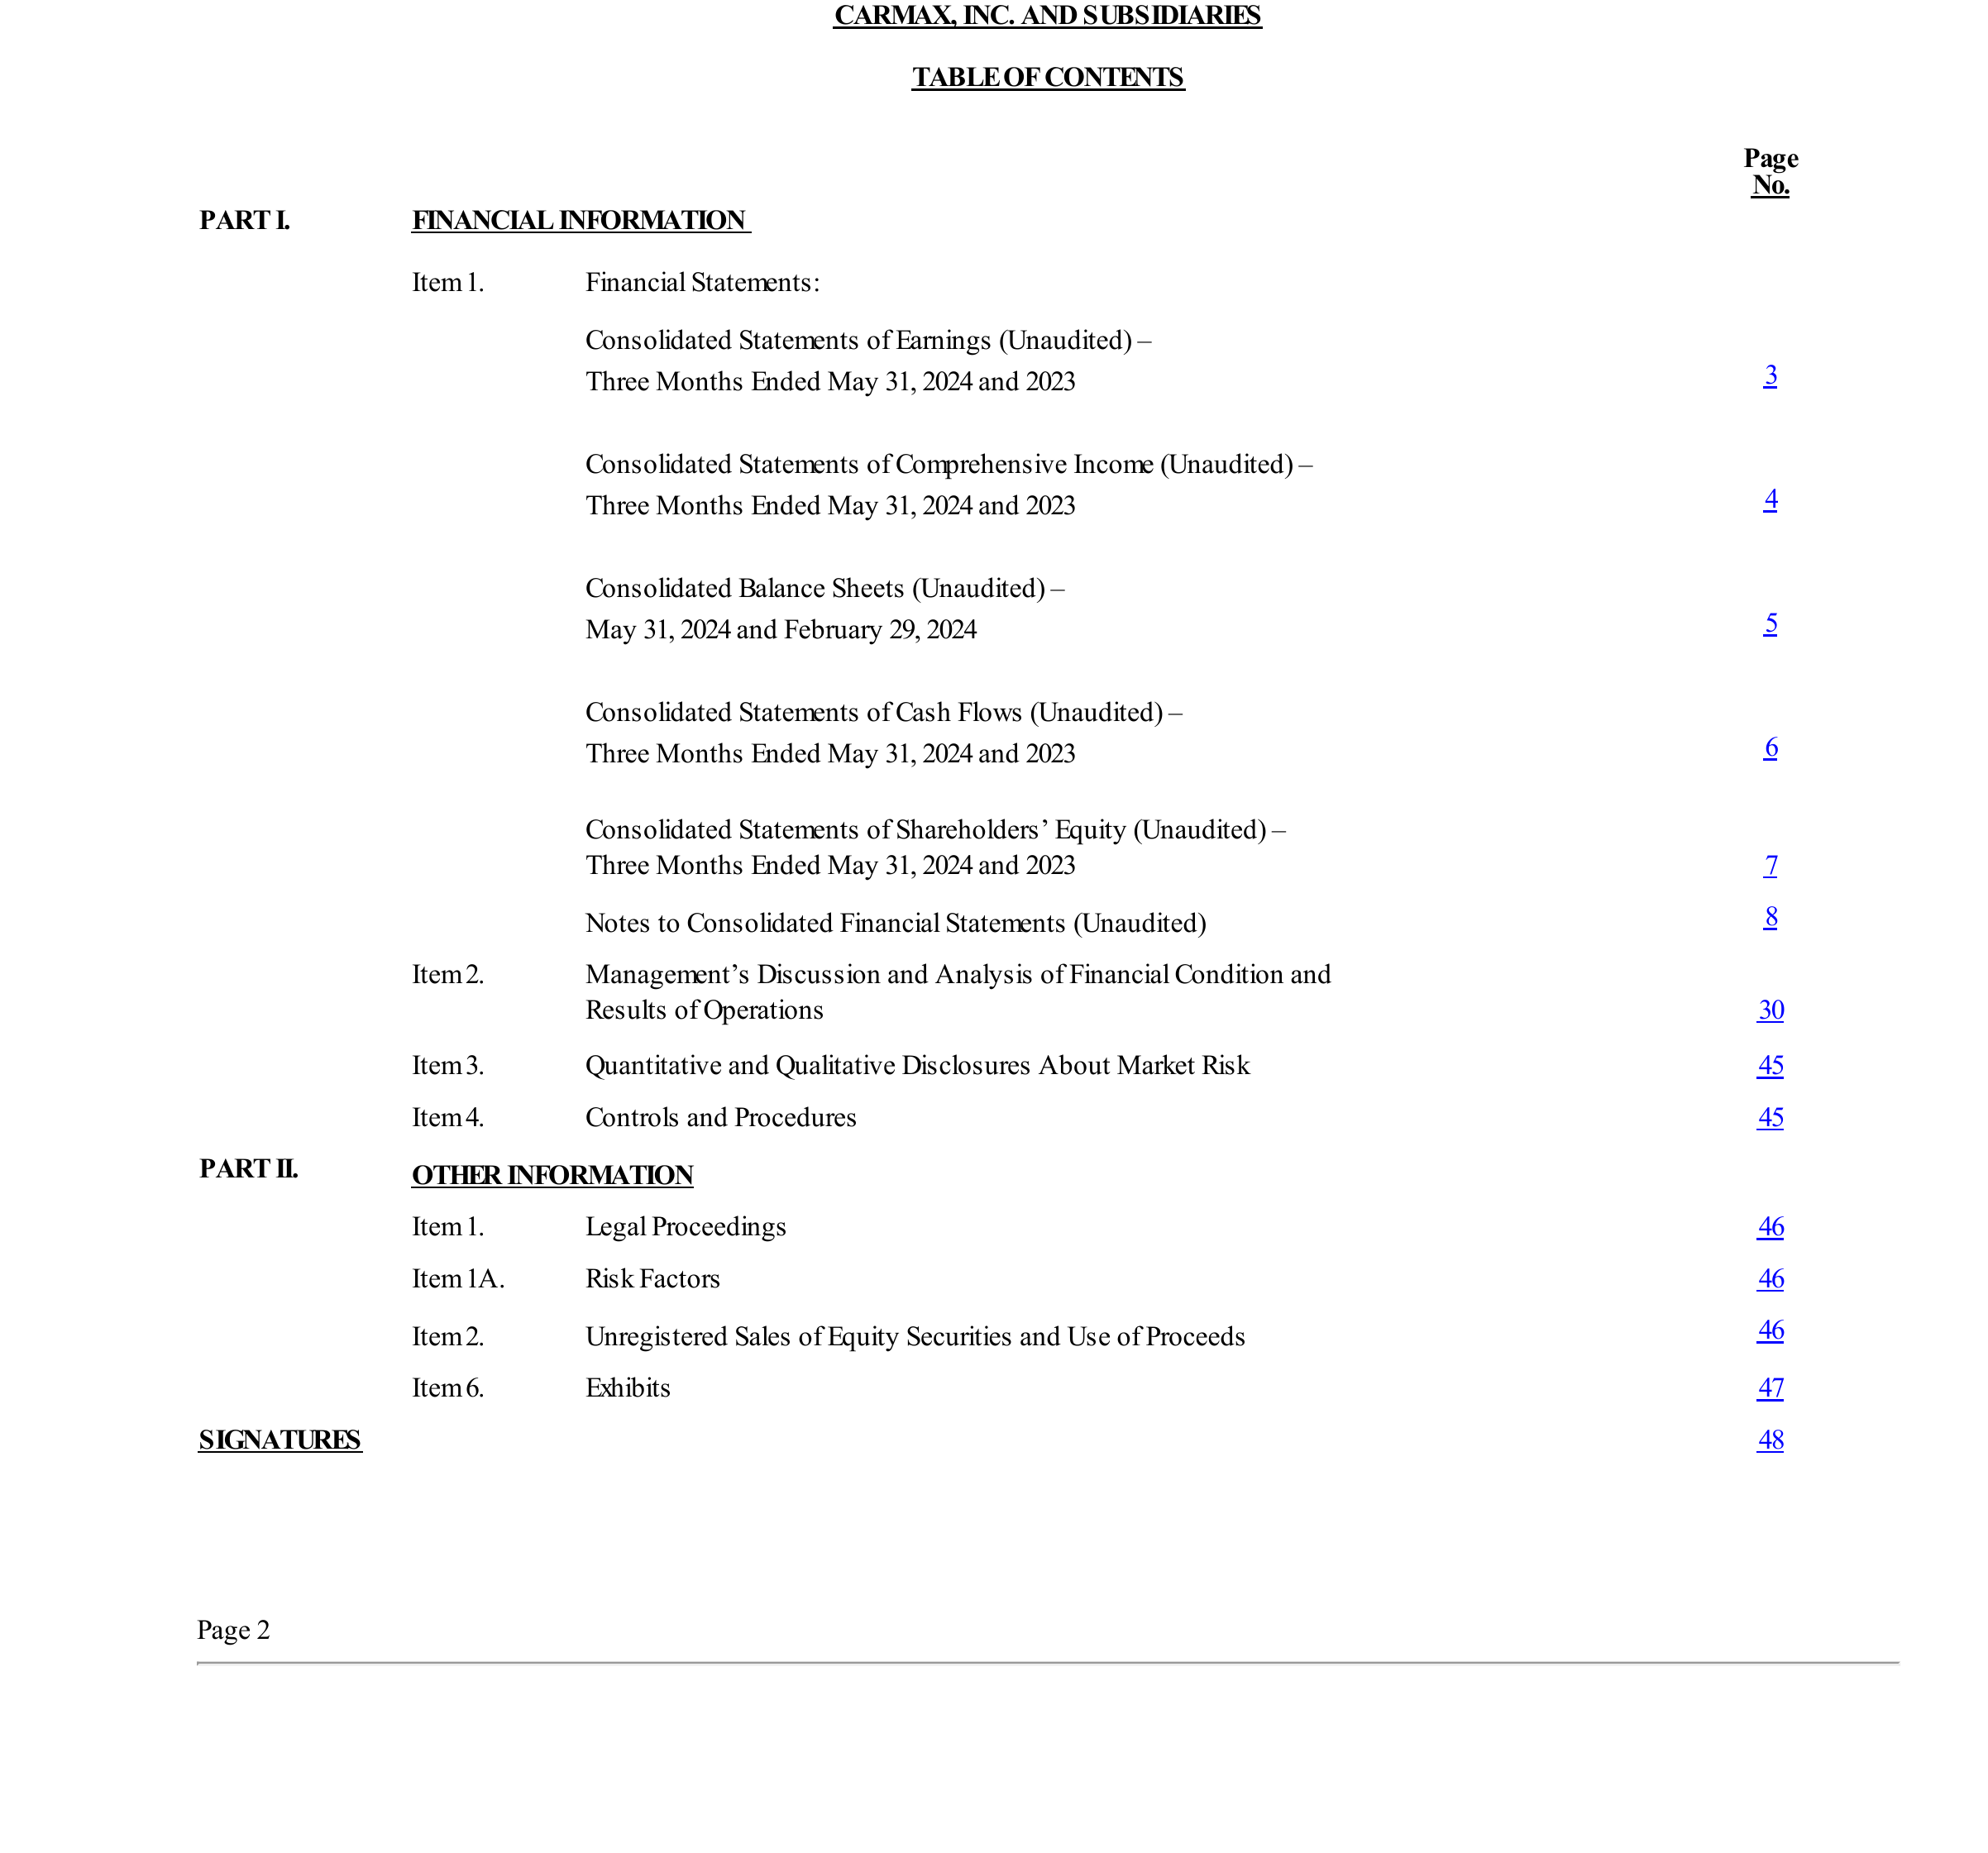 CARMAX, INC. AND SUBSIDIARIES
TABLE OF CONTENTS
Page
No.
PART I. FINANCIAL INFORMATION
Item 1. Financial Statements:
Consolidated Statements of Earnings (Unaudited) –
Three Months Ended May 31, 2024 and 2023 3
Consolidated Statements of Comprehensive Income (Unaudited) –
Three Months Ended May 31, 2024 and 2023 4
Consolidated Balance Sheets (Unaudited) –
May 31, 2024 and February 29, 2024 5
Consolidated Statements of Cash Flows (Unaudited) –
Three Months Ended May 31, 2024 and 2023 6
Consolidated Statements of Shareholders’ Equity (Unaudited) –
Three Months Ended May 31, 2024 and 2023 7
Notes to Consolidated Financial Statements (Unaudited) 8
Item 2. Management’s Discussion and Analysis of Financial Condition and
Results of Operations 30
Item 3. Quantitative and Qualitative Disclosures About Market Risk 45
Item 4. Controls and Procedures 45
PART II. OTHER INFORMATION
Item 1. Legal Proceedings 46
Item 1A. Risk Factors 46
Item 2. Unregistered Sales of Equity Securities and Use of Proceeds 46
Item 6. Exhibits 47
SIGNATURES 48
Page 2